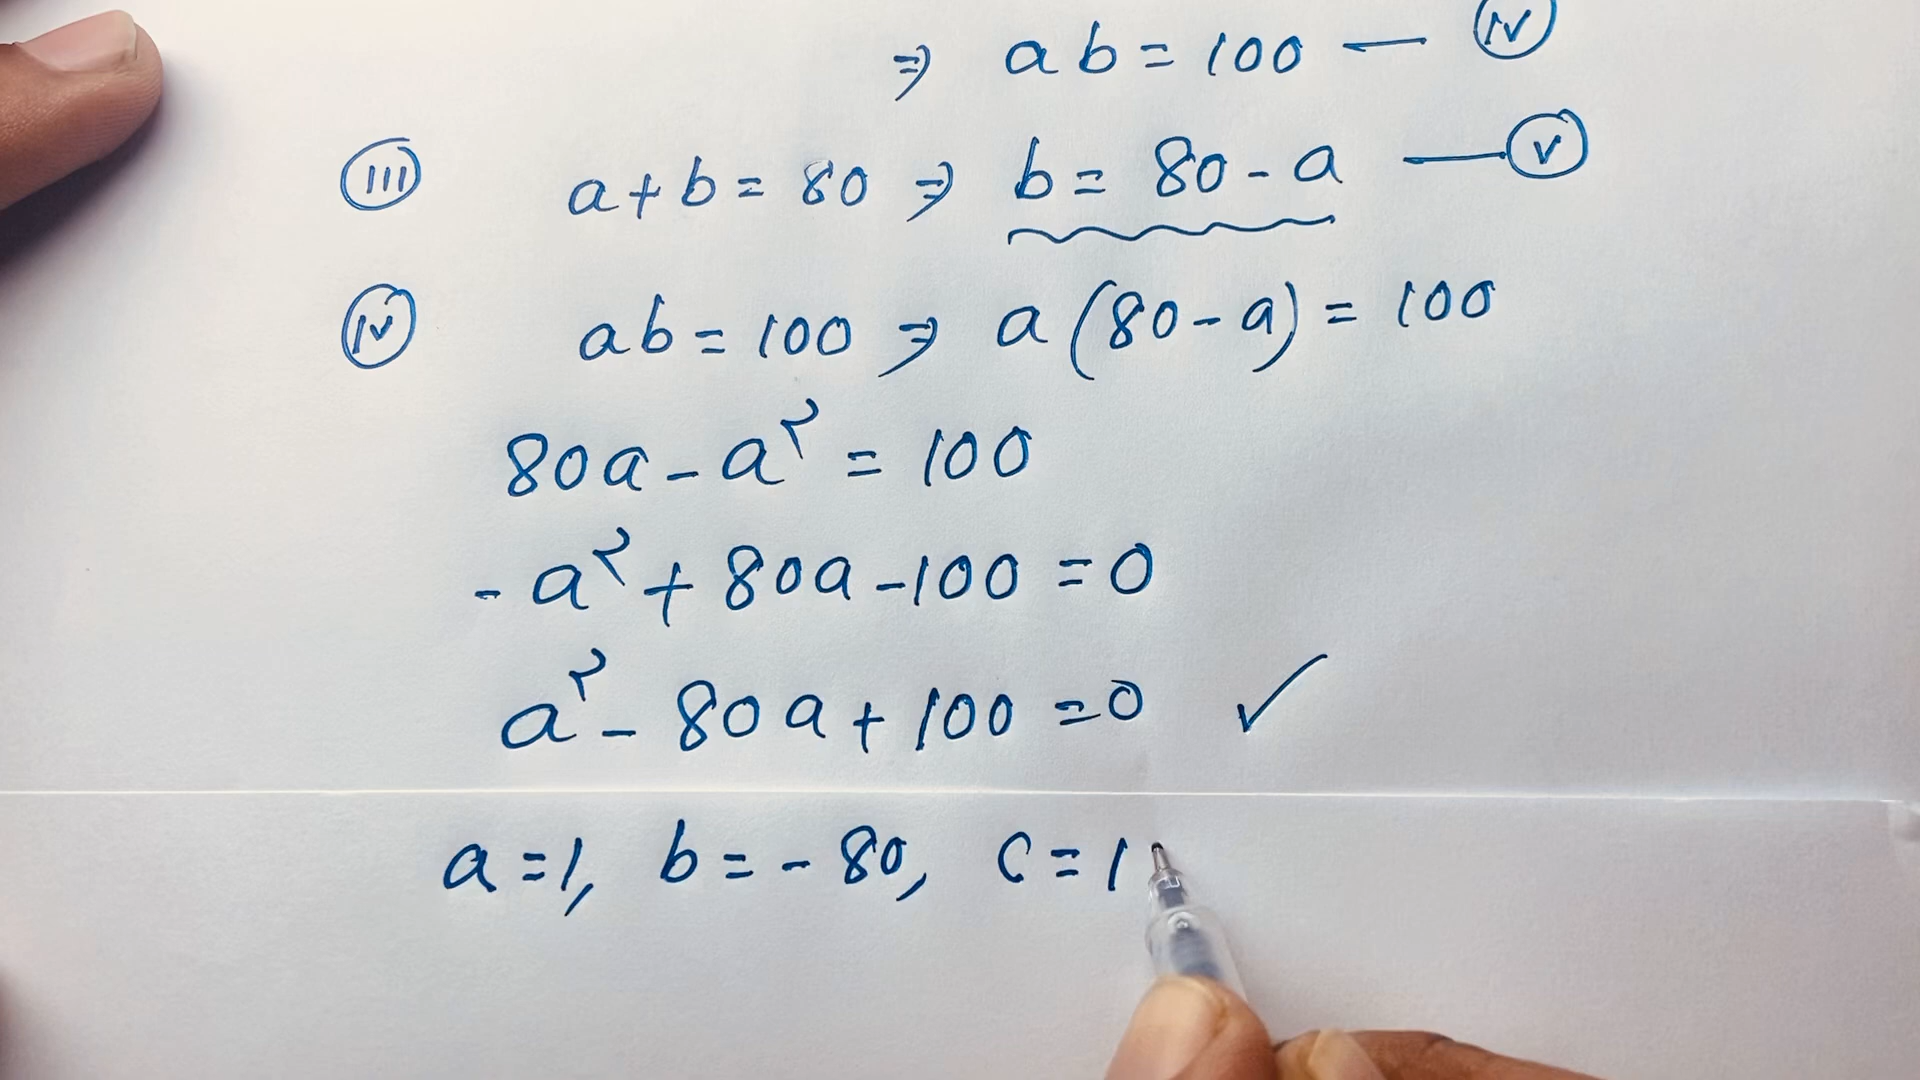 ⇒ ab = 100 — (IV)
(III) a + b = 80 ⇒ b = 80 - a — (V)
(IV) ab = 100 ⇒ a(80 - a) = 100
80a - a² = 100
- a² + 80a - 100 = 0
a² - 80a + 100 = 0 ✓
a = 1, b = - 80, c = 1